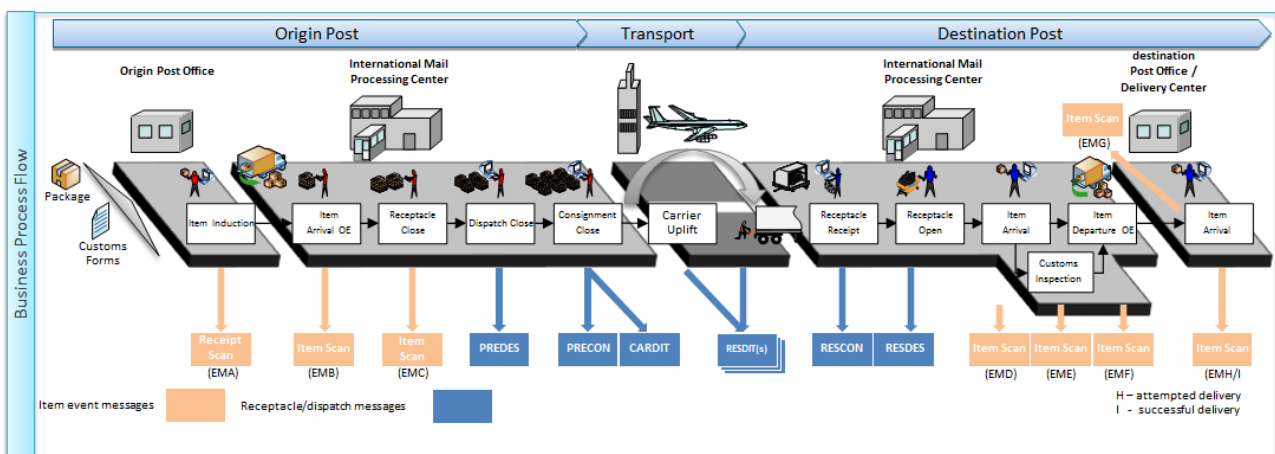 Business Process Flow
Origin Post
Transport
Destination Post
Origin Post Office
International Mail
Processing Center
International Mail
Processing Center
destination
Post Office /
Delivery Center
Item Scan
(EMG)
Package
Customs
Forms
Item Induction
Item
Arrival OE
Receptacle
Close
Dispatch Close
Consignment
Close
Carrier
Uplift
Receptacle
Receipt
Receptacle
Open
Item
Arrival
Item
Departure OE
Item
Arrival
Customs
Inspection
Receipt
Scan
(EMA)
Item Scan
(EMB)
Item
Scan
(EMC)
PREDES
PRECON
CARDIT
RESDIT(s)
RESCON
RESDES
Item Scan
(EMD)
Item Scan
(EME)
Item Scan
(EMF)
Item Scan
(EMH/I
Item event messages
Receptacle/dispatch messages
H – attempted delivery
I - successful delivery